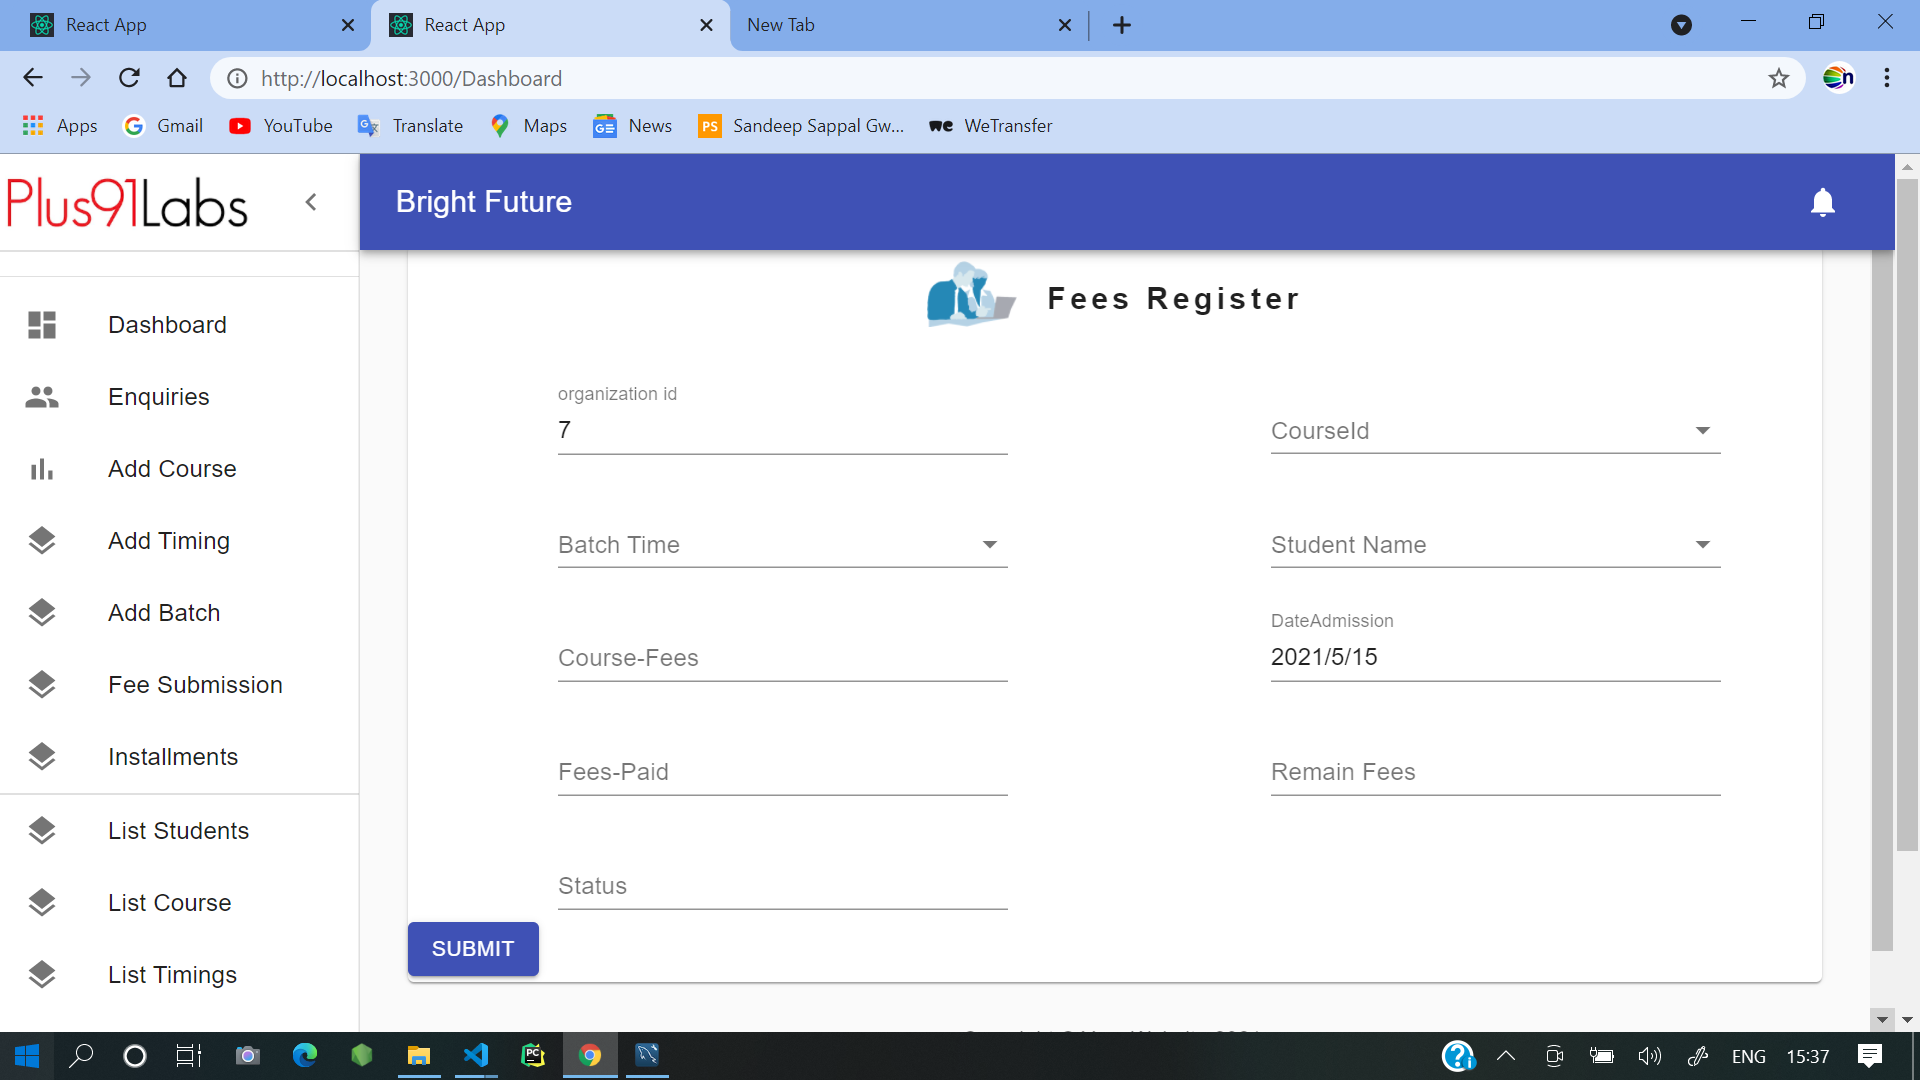 React App
React App
New Tab
http://localhost:3000/Dashboard
Apps
Gmail
YouTube
Translate
Maps
News
Sandeep Sappal Gw...
WeTransfer
Plus91Labs
Bright Future
Dashboard
Enquiries
Add Course
Add Timing
Add Batch
Fee Submission
Installments
List Students
List Course
List Timings
Fees Register
organization id
7
CourseId
Batch Time
Student Name
Course-Fees
DateAdmission
2021/5/15
Fees-Paid
Remain Fees
Status
SUBMIT
ENG
15:37